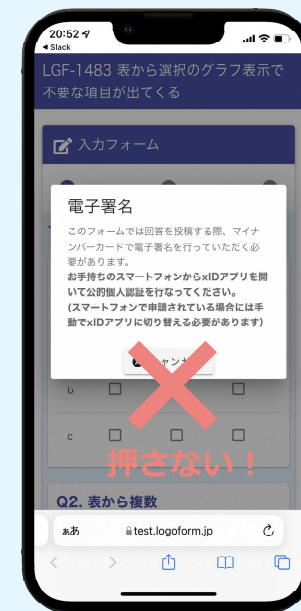 20:52
◀ Slack
LGF-1483 表から選択のグラフ表示で
不要な項目が出てくる
入力フォーム
電子署名
このフォームでは回答を投稿する際、マイナ
ンバーカードで電子署名を行っていただく必
要があります。
お手持ちのスマートフォンからxIDアプリを開
いて公的個人認証を行なってください。
(スマートフォンで申請されている場合には手
動でxIDアプリに切り替える必要があります)
キャンセル
b
c
押さない！
Q2. 表から複数
ぁあ test.logoform.jp